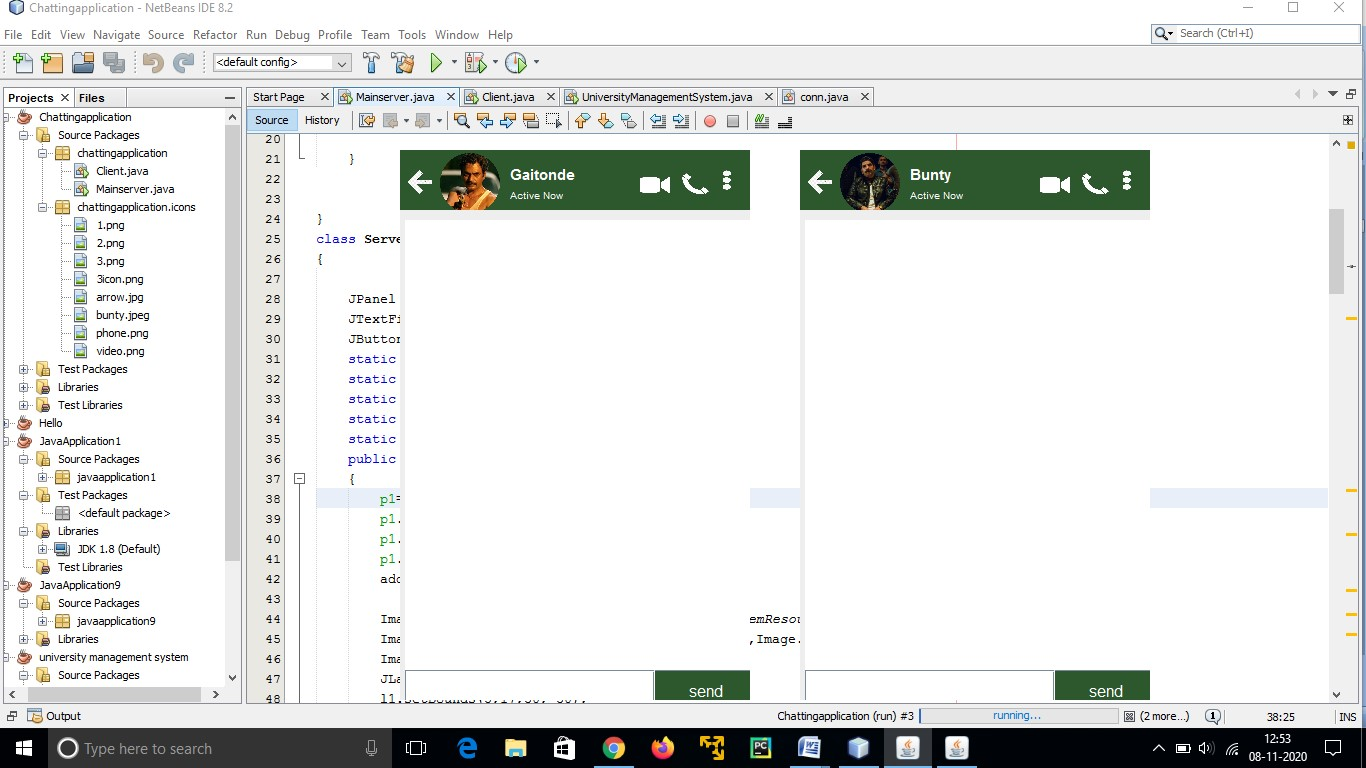 Chattingapplication - NetBeans IDE 8.2
File Edit View Navigate Source Refactor Run Debug Profile Team Tools Window Help
Search (Ctrl+I)
<default config>
Projects Files
Start Page Mainserver.java Client.java UniversityManagementSystem.java conn.java
Source History
Chattingapplication
Source Packages
chattingapplication
Client.java
Mainserver.java
chattingapplication.icons
1.png
2.png
3.png
3icon.png
arrow.jpg
bunty.jpeg
phone.png
video.png
Test Packages
Libraries
Test Libraries
Hello
JavaApplication1
Source Packages
javaapplication1
Test Packages
<default package>
Libraries
JDK 1.8 (Default)
Test Libraries
JavaApplication9
Source Packages
javaapplication9
Libraries
university management system
Source Packages
20
21 }
22
23
24 }
25 class Serve
26 {
27
28 JPanel
29 JTextFi
30 JButton
31 static
32 static
33 static
34 static
35 static
36 public
37 {
38 p1=
39 p1.
40 p1.
41 p1.
42 add
43
44 Ima emResou
45 Ima ,Image.
46 Ima
47 JLa
48
Gaitonde
Active Now
send
Bunty
Active Now
send
Output
Chattingapplication (run) #3 running... (2 more...) 1 38:25 INS
Type here to search
12:53
08-11-2020